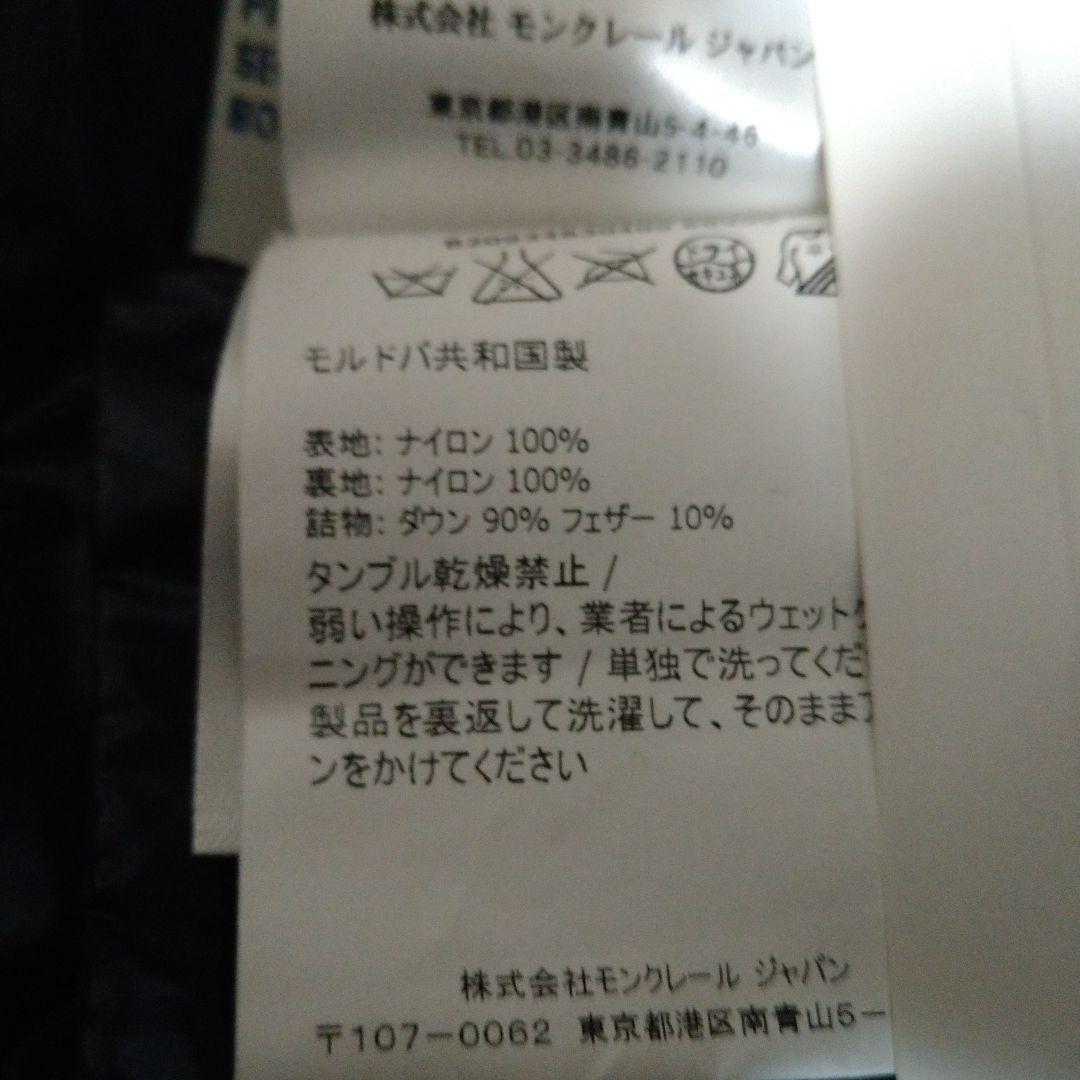 株式会社 モンクレール ジャパン
東京都港区南青山5-4-46
TEL.03-3486-2110
ドライ
モルドバ共和国製
表地: ナイロン 100%
裏地: ナイロン 100%
詰物: ダウン 90% フェザー 10%
タンブル乾燥禁止 /
弱い操作により、業者によるウェット
ニングができます / 単独で洗ってくだ
製品を裏返して洗濯して、そのまま
ンをかけてください
株式会社モンクレール ジャパン
〒107-0062 東京都港区南青山5-